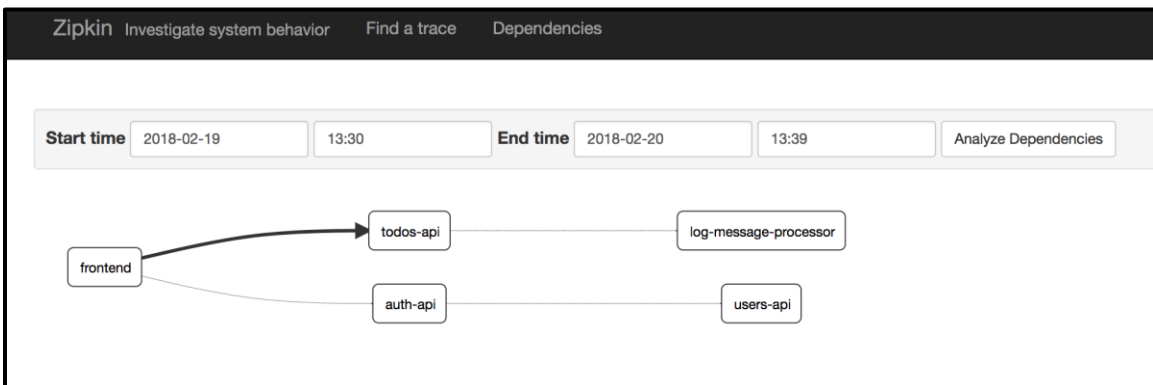 Zipkin Investigate system behavior Find a trace Dependencies
Start time 2018-02-19 13:30 End time 2018-02-20 13:39 Analyze Dependencies
todos-api log-message-processor
frontend
auth-api users-api